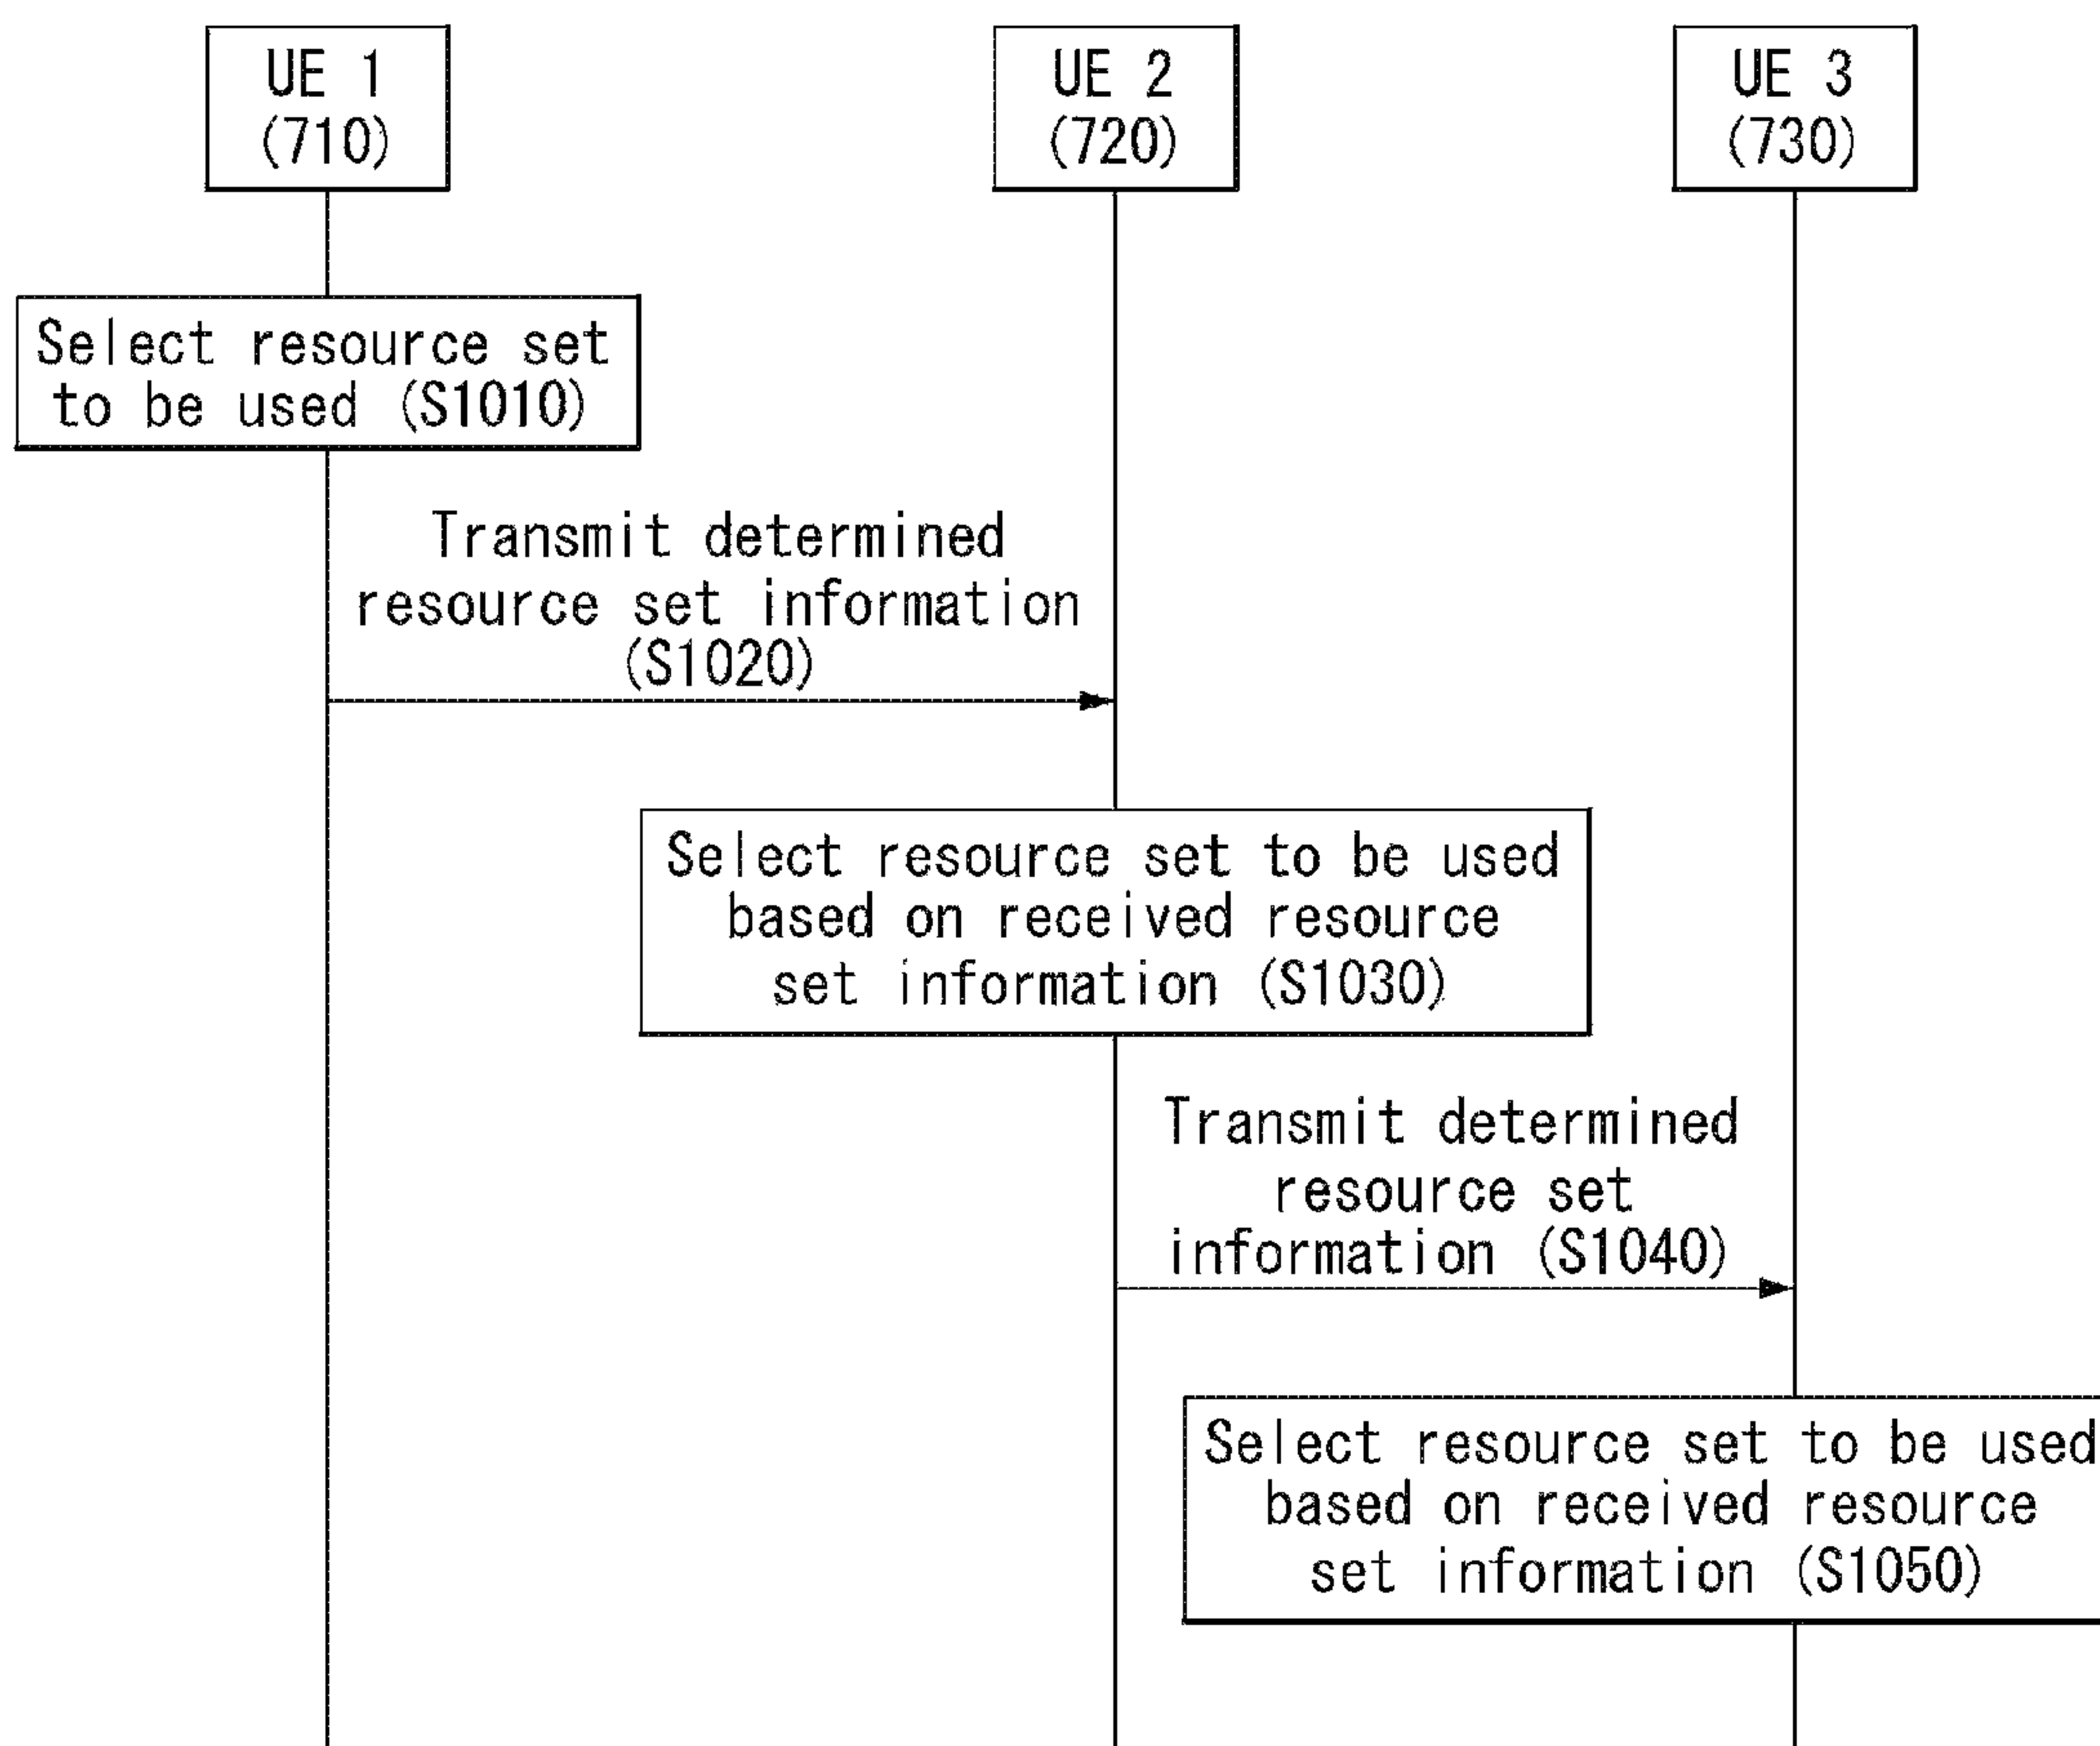 UE 1
(710)
UE 2
(720)
UE 3
(730)
Select resource set
to be used (S1010)
Transmit determined
resource set information
(S1020)
Select resource set to be used
based on received resource
set information (S1030)
Transmit determined
resource set
information (S1040)
Select resource set to be used
based on received resource
set information (S1050)